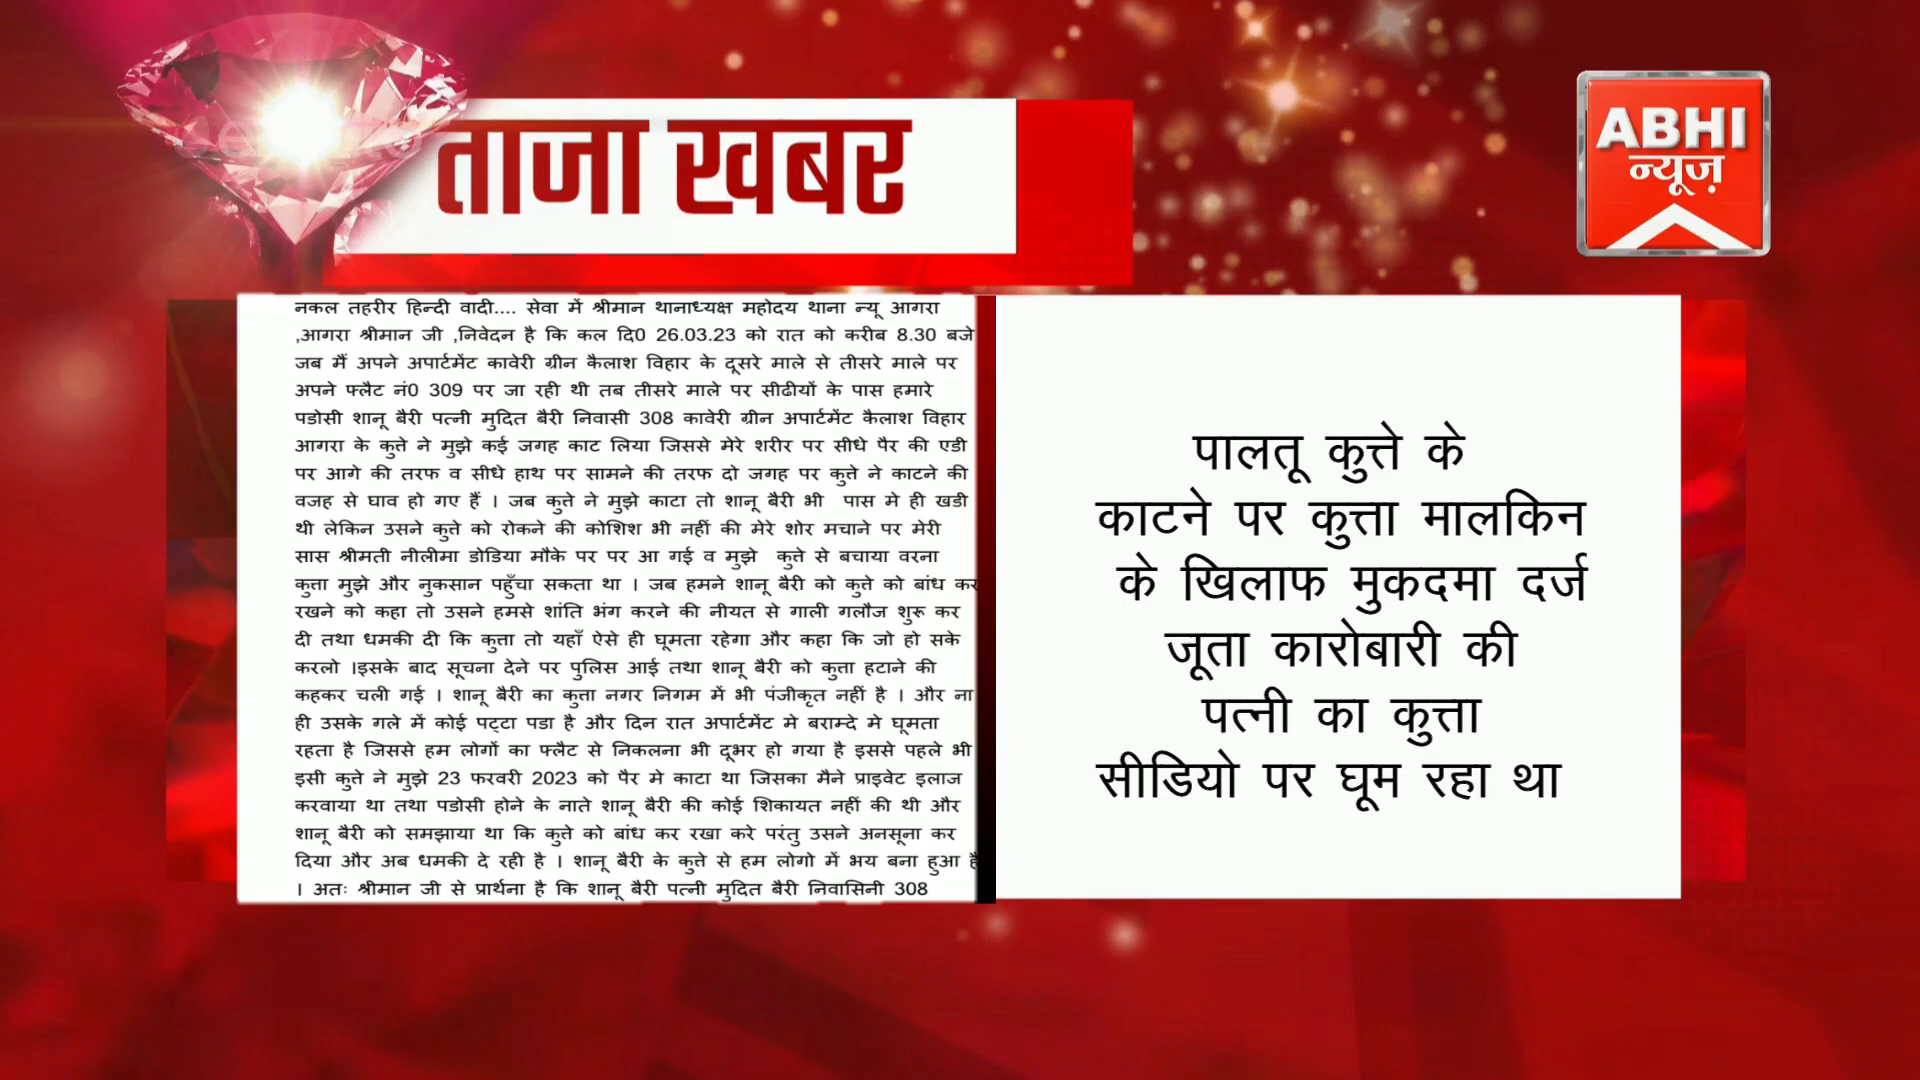 ताजा खबर
ABHI
न्यूज़
नकल तहरीर हिन्दी वादी.... सेवा में श्रीमान थानाध्यक्ष महोदय थाना न्यू आगरा
,आगरा श्रीमान जी ,निवेदन है कि कल दि0 26.03.23 को रात को करीब 8.30 बजे
जब मैं अपने अपार्टमेंट कावेरी ग्रीन कैलाश विहार के दूसरे माले से तीसरे माले पर
अपने फ्लैट नं0 309 पर जा रही थी तब तीसरे माले पर सीढीयों के पास हमारे
पडोसी शानू बैरी पत्नी मुदित बैरी निवासी 308 कावेरी ग्रीन अपार्टमेंट कैलाश विहार
आगरा के कुत्ते ने मुझे कई जगह काट लिया जिससे मेरे शरीर पर सीधे पैर की एडी
पर आगे की तरफ व सीधे हाथ पर सामने की तरफ दो जगह पर कुत्ते ने काटने की
वजह से घाव हो गए हैं । जब कुत्ते ने मुझे काटा तो शानू बैरी भी पास मे ही खडी
थी लेकिन उसने कुत्ते को रोकने की कोशिश भी नहीं की मेरे शोर मचाने पर मेरी
सास श्रीमती नीलीमा डोडिया मौके पर पर आ गई व मुझे कुत्ते से बचाया वरना
कुत्ता मुझे और नुकसान पहुँचा सकता था । जब हमने शानू बैरी को कुत्ते को बांध कर
रखने को कहा तो उसने हमसे शांति भंग करने की नीयत से गाली गलौज शुरू कर
दी तथा धमकी दी कि कुत्ता तो यहाँ ऐसे ही घूमता रहेगा और कहा कि जो हो सके
करलो ।इसके बाद सूचना देने पर पुलिस आई तथा शानू बैरी को कुत्ता हटाने की
कहकर चली गई । शानू बैरी का कुत्ता नगर निगम में भी पंजीकृत नहीं है । और ना
ही उसके गले में कोई पट्टा पडा है और दिन रात अपार्टमेंट मे बराम्दे मे घूमता
रहता है जिससे हम लोगों का फ्लैट से निकलना भी दूभर हो गया है इससे पहले भी
इसी कुत्ते ने मुझे 23 फरवरी 2023 को पैर मे काटा था जिसका मैने प्राइवेट इलाज
करवाया था तथा पडोसी होने के नाते शानू बैरी की कोई शिकायत नहीं की थी और
शानू बैरी को समझाया था कि कुत्ते को बांध कर रखा करे परंतु उसने अनसूना कर
दिया और अब धमकी दे रही है । शानू बैरी के कुत्ते से हम लोगो में भय बना हुआ है
। अतः श्रीमान जी से प्रार्थना है कि शानू बैरी पत्नी मुदित बैरी निवासिनी 308
पालतू कुत्ते के
काटने पर कुत्ता मालकिन
के खिलाफ मुकदमा दर्ज
जूता कारोबारी की
पत्नी का कुत्ता
सीडियो पर घूम रहा था